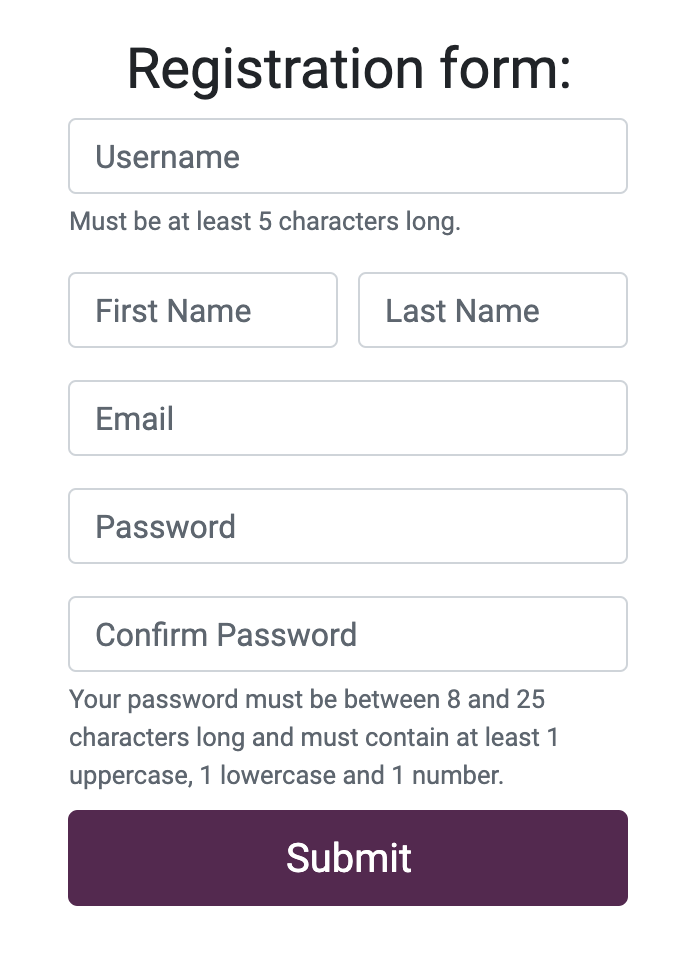 Registration form:
Username
Must be at least 5 characters long.
First Name Last Name
Email
Password
Confirm Password
Your password must be between 8 and 25
characters long and must contain at least 1
uppercase, 1 lowercase and 1 number.
Submit